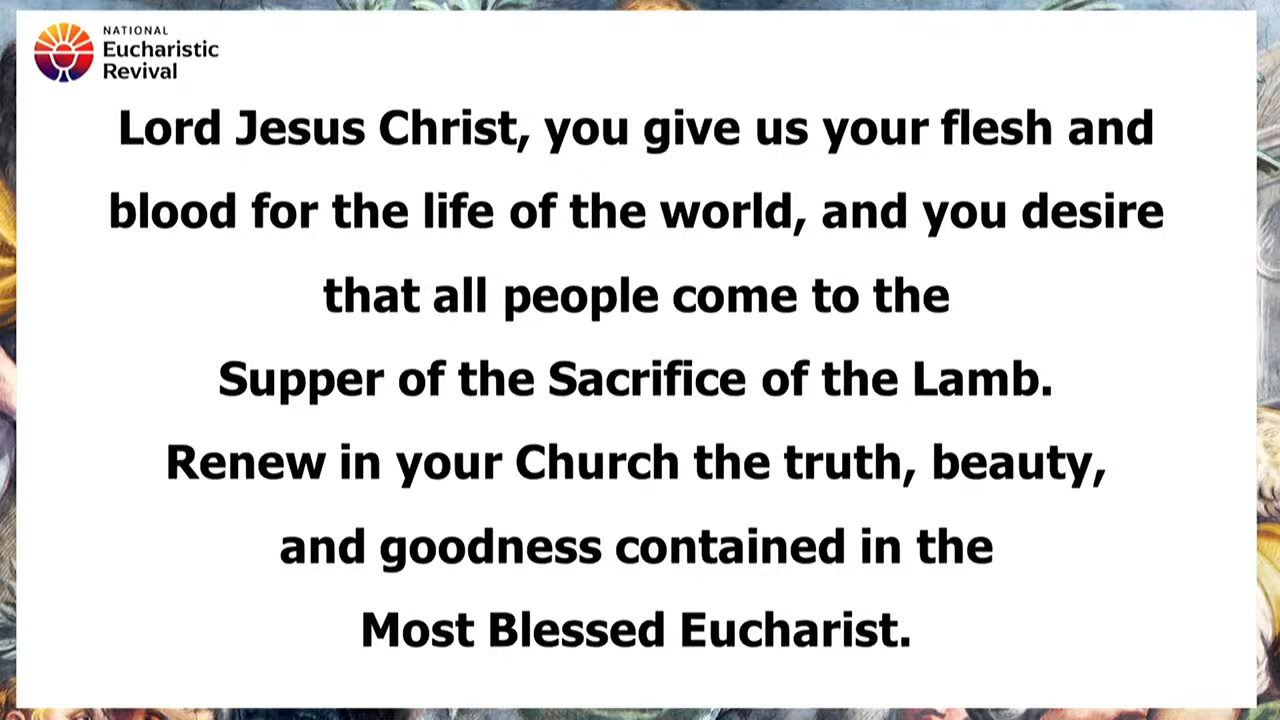 NATIONAL
Eucharistic
Revival
Lord Jesus Christ, you give us your flesh and
blood for the life of the world, and you desire
that all people come to the
Supper of the Sacrifice of the Lamb.
Renew in your Church the truth, beauty,
and goodness contained in the
Most Blessed Eucharist.